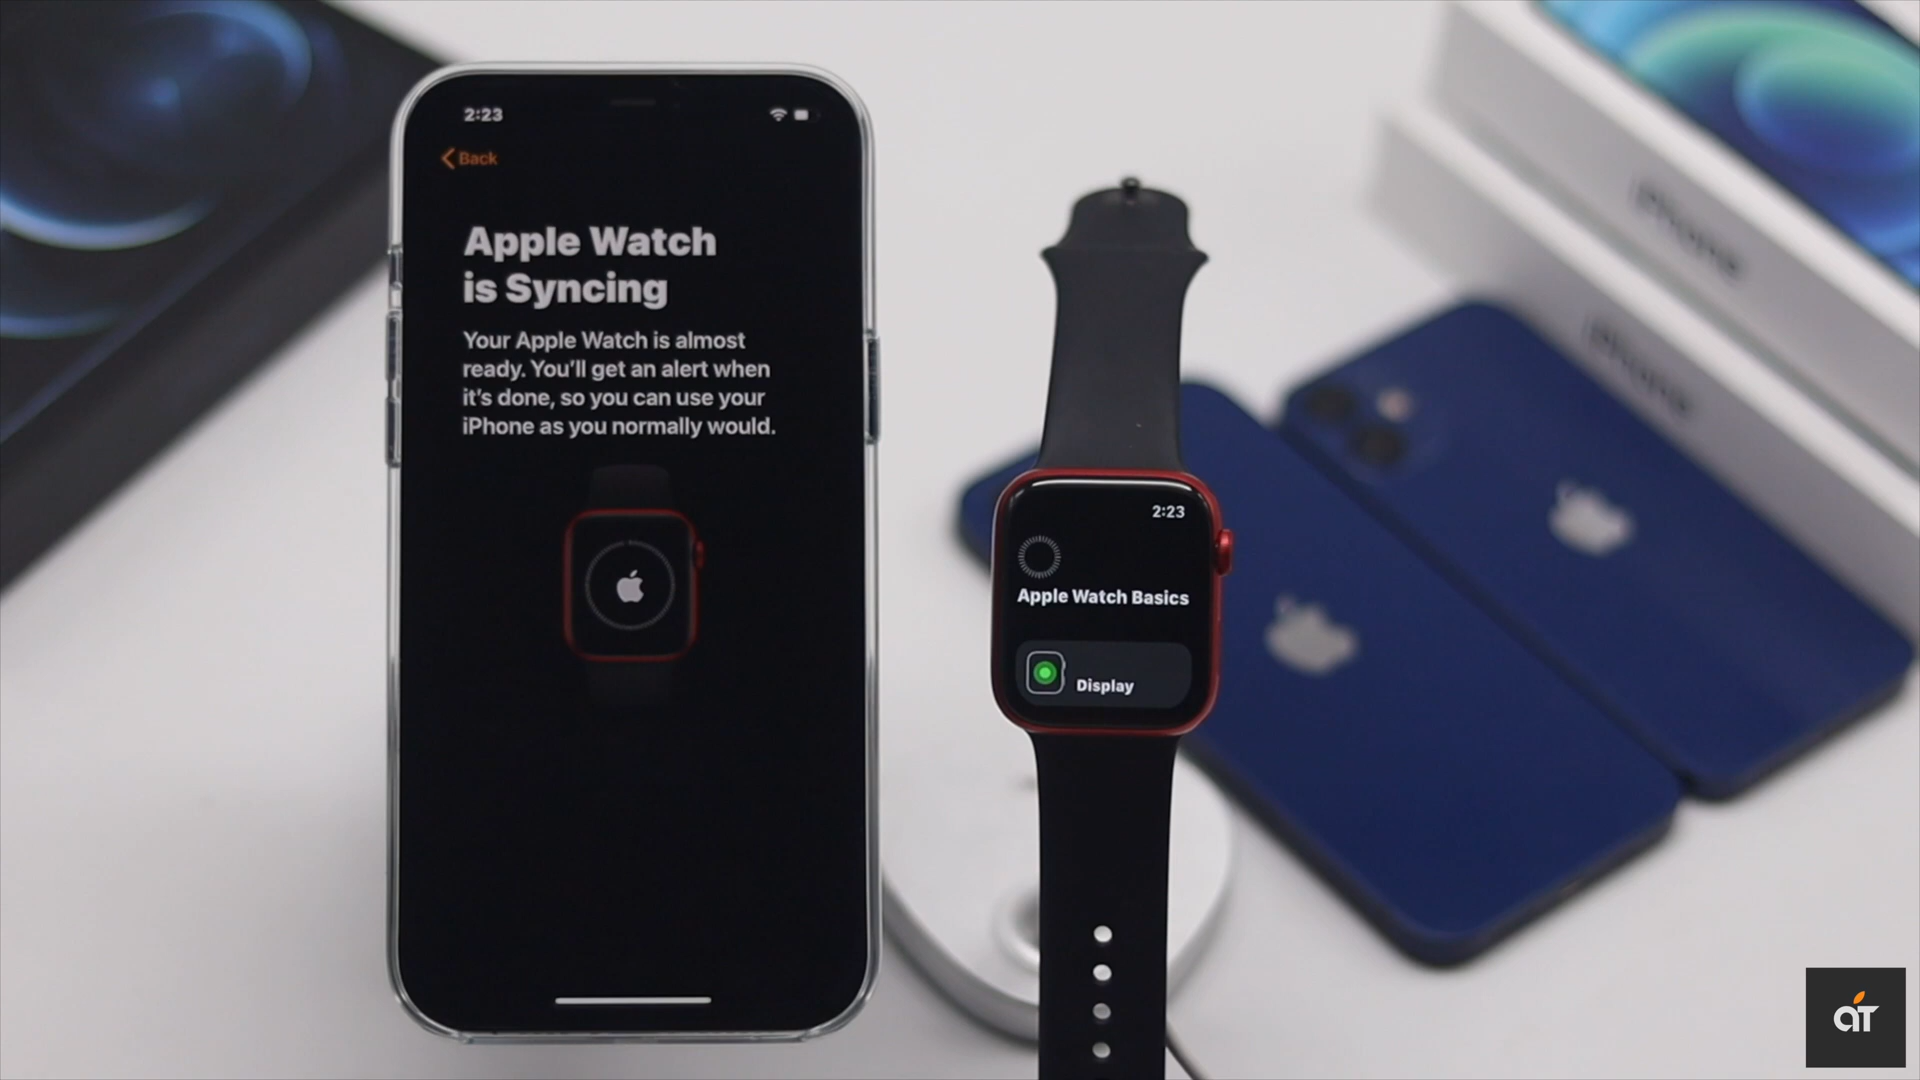 2:23
Back
Apple Watch
is Syncing
Your Apple Watch is almost
ready. You'll get an alert when
it's done, so you can use your
iPhone as you normally would.
2:23
Apple Watch Basics
Display
iPhone
iPhone
aT